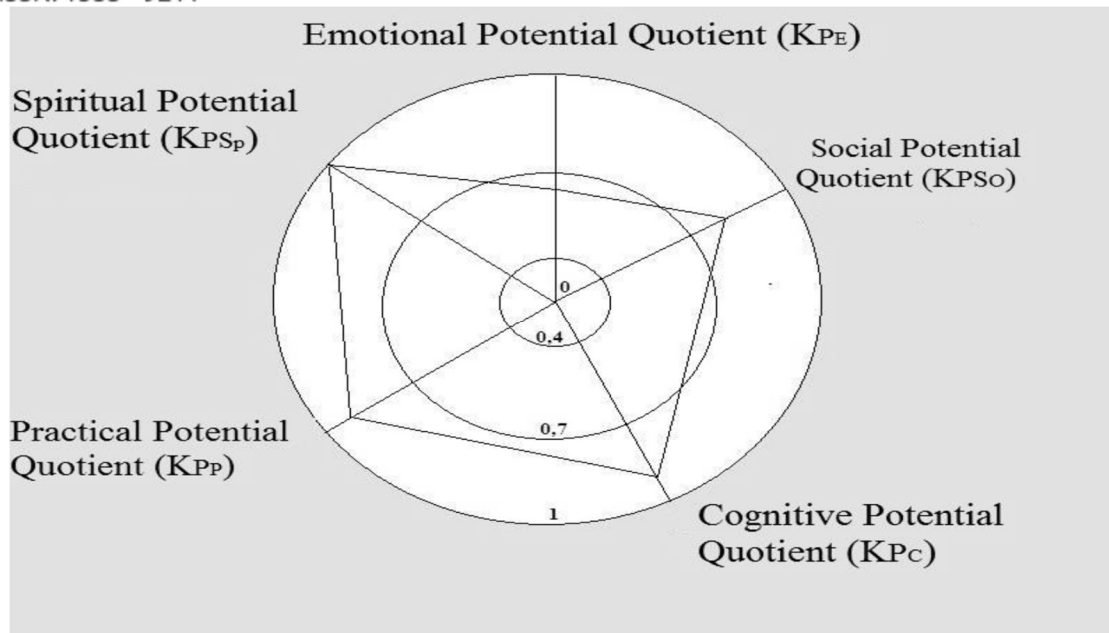 Emotional Potential Quotient (KPE)
Spiritual Potential
Quotient (KPSp)
Social Potential
Quotient (KPSO)
0
0,4
0,7
1
Practical Potential
Quotient (KPP)
Cognitive Potential
Quotient (KPC)